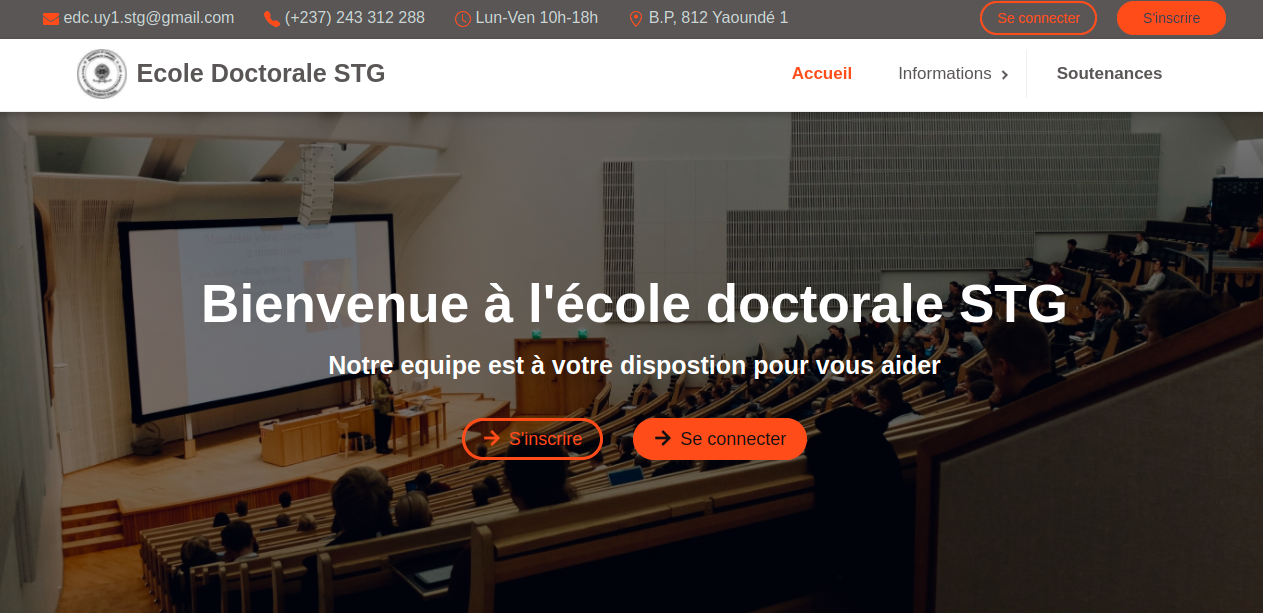 edc.uy1.stg@gmail.com (+237) 243 312 288 Lun-Ven 10h-18h B.P, 812 Yaoundé 1 Se connecter S'inscrire
Ecole Doctorale STG Accueil Informations Soutenances
Bienvenue à l'école doctorale STG
Notre equipe est à votre dispostion pour vous aider
S'inscrire Se connecter